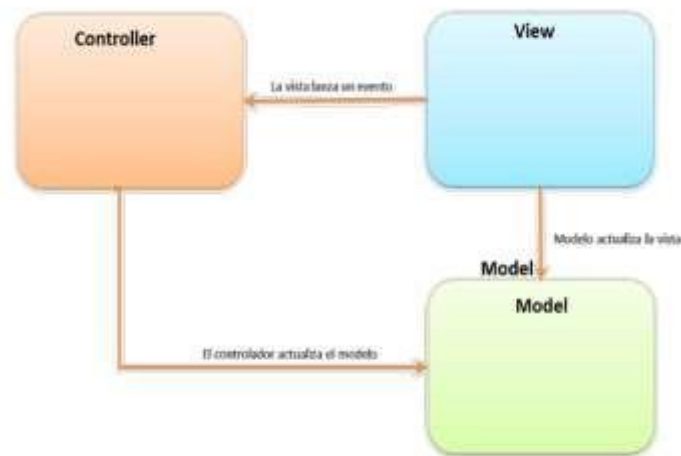 Controller
View
La vista lanza un evento
Modelo actualiza la vista
Model
Model
El controlador actualiza el modelo